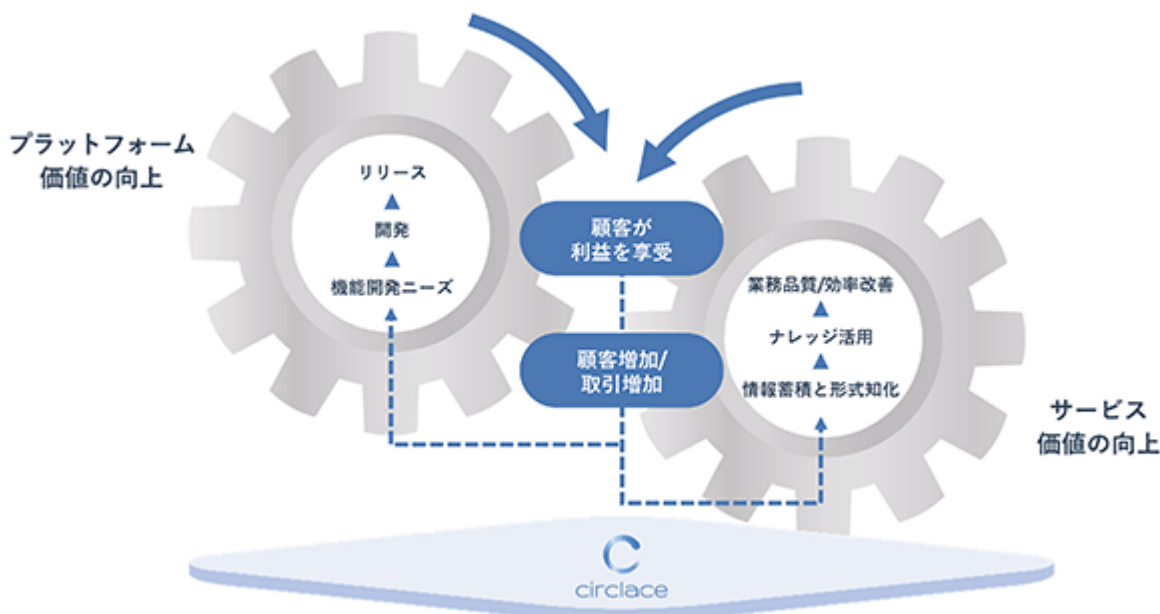 プラットフォーム
価値の向上
リリース
開発
機能開発ニーズ
顧客が
利益を享受
顧客増加/
取引増加
業務品質/効率改善
ナレッジ活用
情報蓄積と形式知化
サービス
価値の向上
circlace